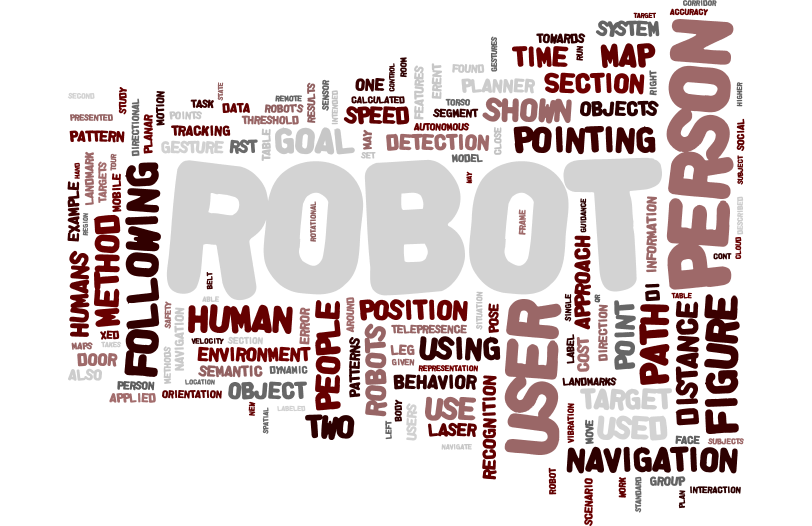 CORRIDOR
TARGET
ACCURACY
SYSTEM
TOWARDS
GESTURES
TIME
RUN
MAP
PERSON
ROOM
CONTROL
FOUND
ERENT
FEATURES
ONE
PLANNER
SECTION
RIGHT
HIGHER
SECOND
STUDY
STATE
SENSOR
INTENDED
REMOTE
RESULTS
CALCULATED
TORSO
TASK
DATA
ROBOT'S
SPEED
SEGMENT
SHOWN
OBJECTS
MOTION
DIRECTIONAL
PRESENTED
POINTS
THRESHOLD
AUTONOMOUS
SOCIAL
PATTERN
PLANAR
TRACKING
TABLE
GOAL
MAY
DETECTION
CLOSE
POINTING
GESTURE
RST
SET
MODEL
SUBJECT
HAND
LANDMARK
TARGETS
TOUR
MOBILE
FOLLOWING
WAY
ROBOT
EXAMPLE
REGION
METHOD
ROTATIONAL
FRAME
GUIDANCE
INFORMATION
DESCRIBED
CLOUD
CONT
HUMANS
BELT
APPROACH
DI
ABLE
SINGLE
OR
TABLE
SAFETY
NAVIGATION
HUMAN
ERROR
PEOPLE
AROUND
POSITION
SITUATION
POSE
USER
POINT
PATH
DISTANCE
FIGURE
XED
TAKES
MAPS
VELOCITY
SECTION
TELEPRESENCE
LABEL
COST
DIRECTION
DOOR
ENVIRONMENT
PATTERNS
ROBOTS
LEG
USING
GIVEN
ALSO
METHODS
SEMANTIC
DYNAMIC
REPRESENTATION
PERSON
LOCATION
OBJECT
BEHAVIOR
LANDMARKS
APPLIED
ORIENTATION
NEW
LABELED
BODY
USERS
USE
RECOGNITION
TARGET
SPATIAL
TWO
LEFT
LASER
VIBRATION
MOVE
USED
FACE
SUBJECTS
NAVIGATE
NAVIGATION
ROBOT
SCENARIO
WORK
STANDARD
GROUP
PLAN
INTERACTION